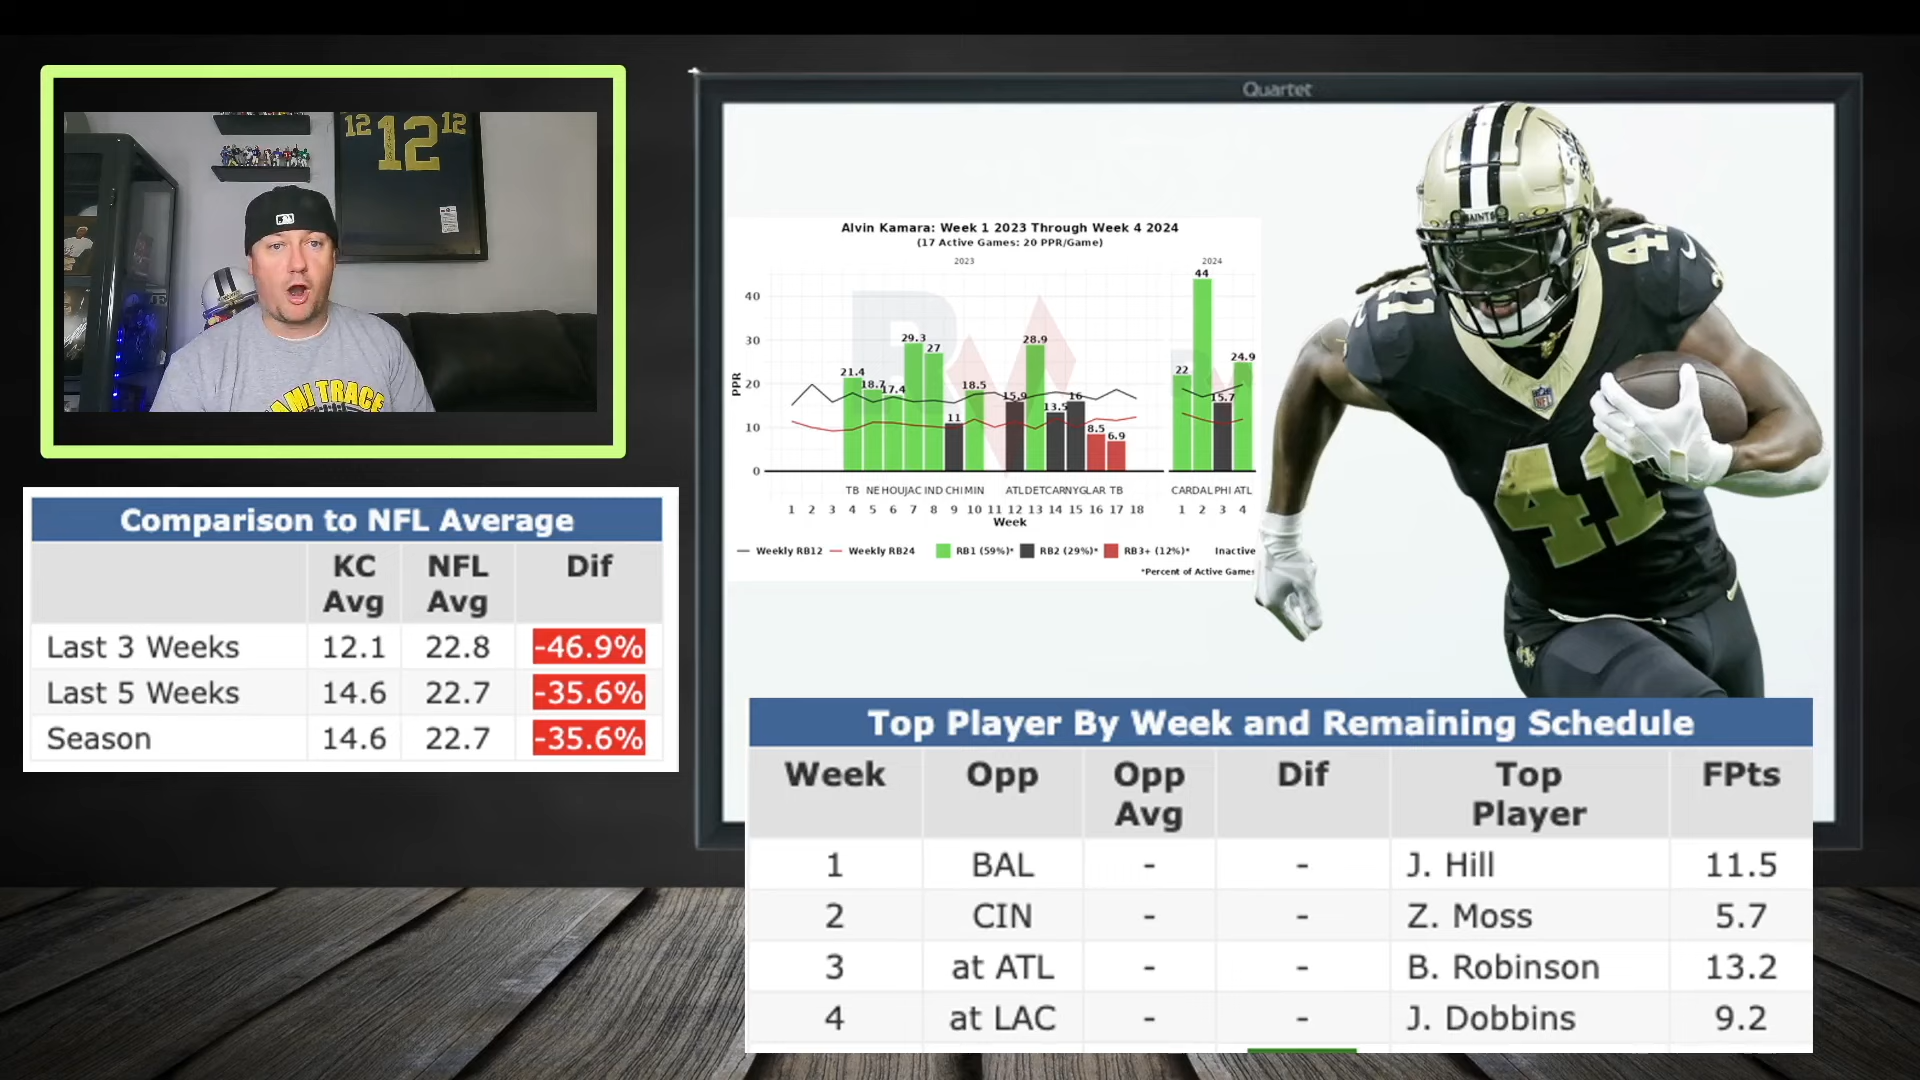 Quartet
12 12 12
AMI TRACE
Comparison to NFL Average
KC Avg NFL Avg Dif
Last 3 Weeks 12.1 22.8 -46.9%
Last 5 Weeks 14.6 22.7 -35.6%
Season 14.6 22.7 -35.6%
Alvin Kamara: Week 1 2023 Through Week 4 2024
(17 Active Games: 20 PPR/Game)
2023 2024
PPR
40
30
20
10
0
21.4 18.7 17.4 29.3 27 11 18.5 15.9 28.9 13.5 16 8.5 6.9 22 44 15.7 24.9
TB NE HOU JAC IND CHI MIN ATL DET CAR NYG LAR TB CAR DAL PHI ATL
1 2 3 4 5 6 7 8 9 10 11 12 13 14 15 16 17 18 1 2 3 4
Week
Weekly RB12 Weekly RB24 RB1 (59%)* RB2 (29%)* RB3+ (12%)* Inactive
*Percent of Active Games
SAINTS
41
41
NFL
41
Top Player By Week and Remaining Schedule
Week Opp Opp Avg Dif Top Player FPts
1 BAL - - J. Hill 11.5
2 CIN - - Z. Moss 5.7
3 at ATL - - B. Robinson 13.2
4 at LAC - - J. Dobbins 9.2